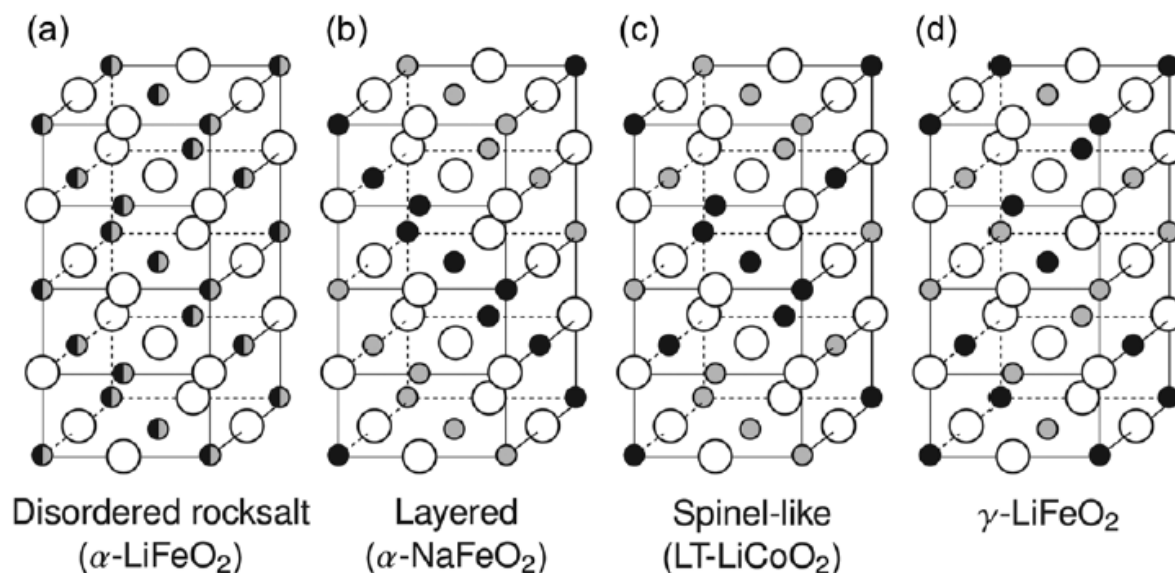 (a) (b) (c) (d)
Disordered rocksalt Layered Spinel-like γ-LiFeO₂
(α-LiFeO₂) (α-NaFeO₂) (LT-LiCoO₂)